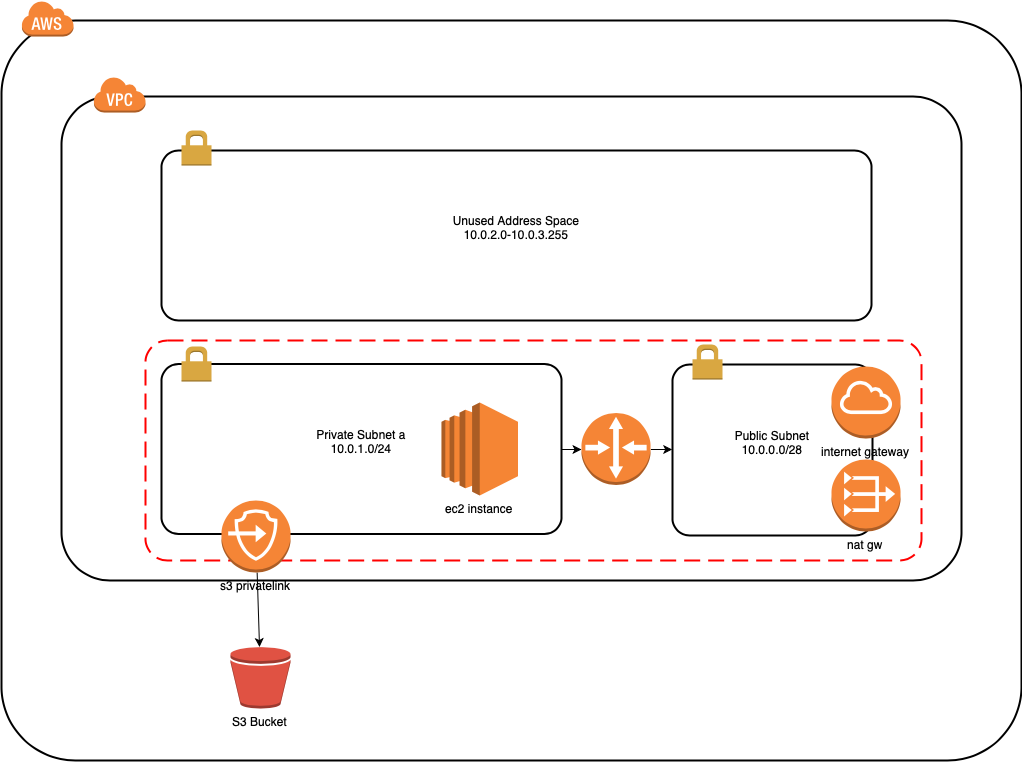 AWS
VPC
Unused Address Space
10.0.2.0-10.0.3.255
Private Subnet a
10.0.1.0/24
ec2 instance
Public Subnet
10.0.0.0/28
internet gateway
nat gw
s3 privatelink
S3 Bucket